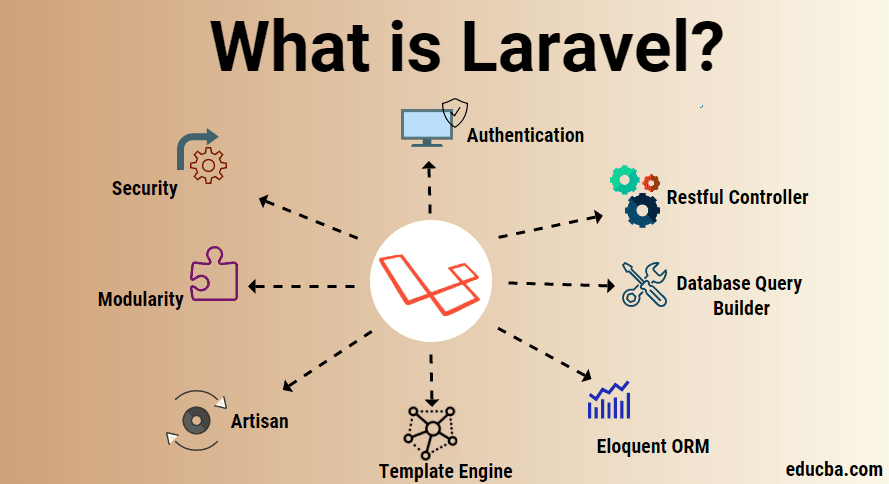 What is Laravel?
Authentication
Security
Restful Controller
Modularity
Database Query
Builder
Artisan
Eloquent ORM
Template Engine
educba.com